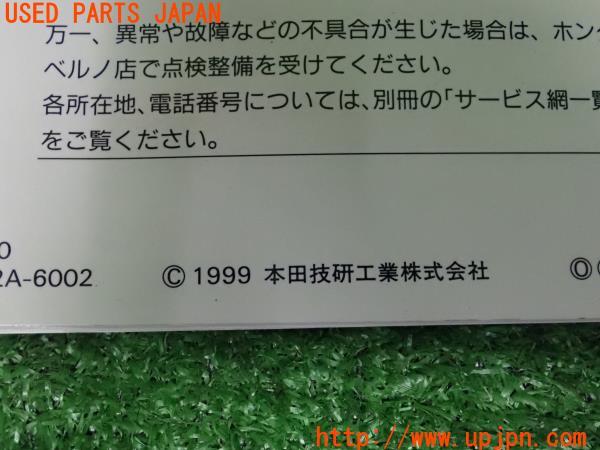 USED PARTS JAPAN
万一、異常や故障などの不具合が生じた場合は、ホンダ
ベルノ店で点検整備を受けてください。
各所在地、電話番号については、別冊の「サービス網一覧
をご覧ください。
0
2A-6002 © 1999 本田技研工業株式会社
http://www.upjpn.com